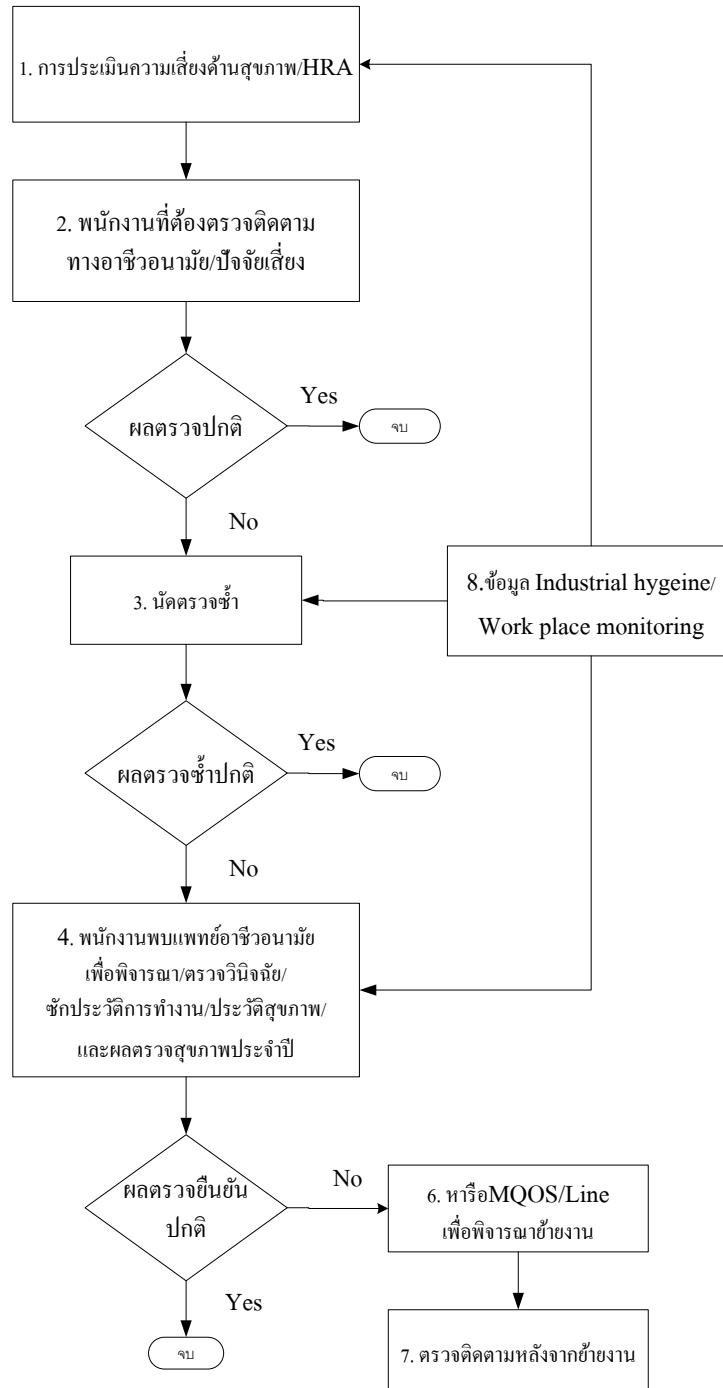 1. การประเมินความเสี่ยงด้านสุขภาพ/HRA
2. พนักงานที่ต้องตรวจติดตาม
ทางอาชีวอนามัย/ปัจจัยเสี่ยง
Yes
ผลตรวจปกติ
จบ
No
3. นัดตรวจซ้ำ
8.ข้อมูล Industrial hygeine/
Work place monitoring
Yes
ผลตรวจซ้ำปกติ
จบ
No
4. พนักงานพบแพทย์อาชีวอนามัย
เพื่อพิจารณา/ตรวจวินิจฉัย/
ซักประวัติการทำงาน/ประวัติสุขภาพ/
และผลตรวจสุขภาพประจำปี
ผลตรวจยืนยัน
ปกติ
No
6. หารือMQOS/Line
เพื่อพิจารณาย้ายงาน
Yes
จบ
7. ตรวจติดตามหลังจากย้ายงาน